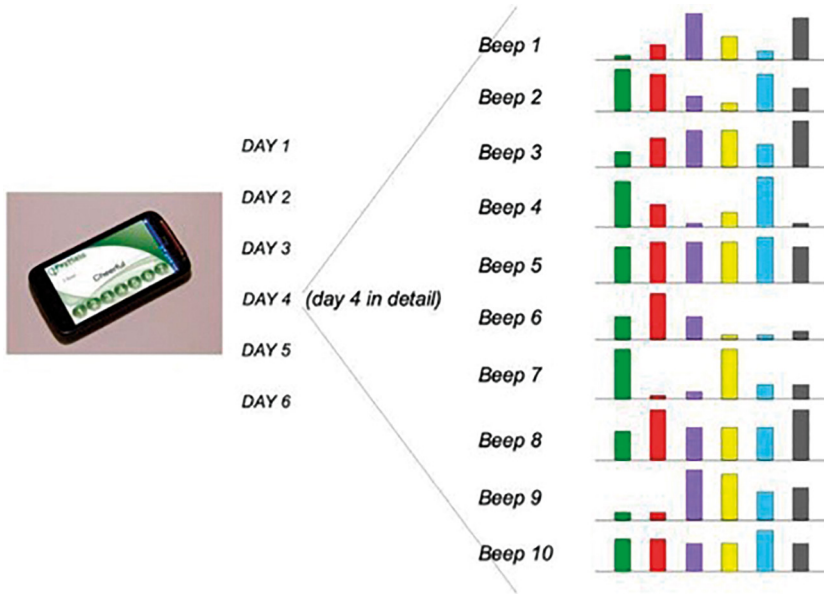 DAY 1
DAY 2
DAY 3
DAY 4 (day 4 in detail)
DAY 5
DAY 6
Cheerful
Beep 1
Beep 2
Beep 3
Beep 4
Beep 5
Beep 6
Beep 7
Beep 8
Beep 9
Beep 10